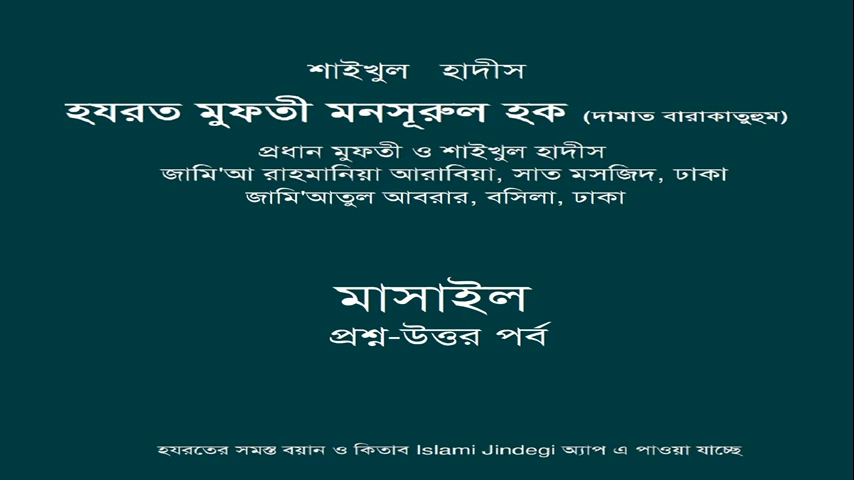 শাইখুল হাদীস
হযরত মুফতী মনসূরুল হক (দামাত বারাকাতুহুম)
প্রধান মুফতী ও শাইখুল হাদীস
জামি'আ রাহমানিয়া আরাবিয়া, সাত মসজিদ, ঢাকা
জামি'আতুল আবরার, বসিলা, ঢাকা
মাসাইল
প্রশ্ন-উত্তর পর্ব
হযরতের সমস্ত বয়ান ও কিতাব Islami Jindegi অ্যাপ এ পাওয়া যাচ্ছে